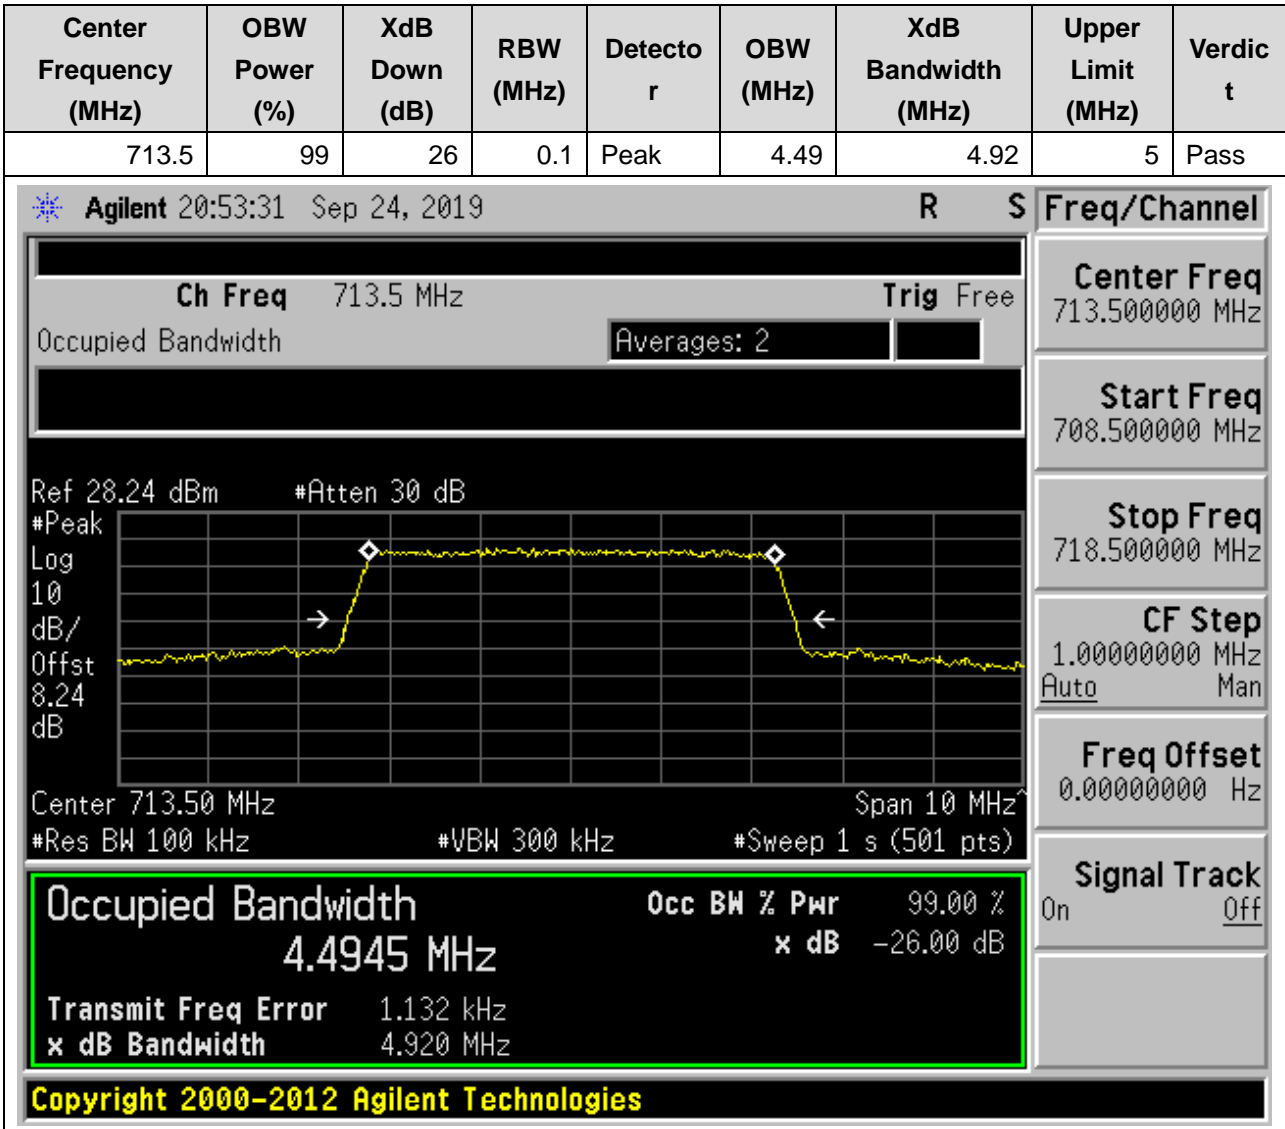 Center Frequency (MHz) OBW Power (%) XdB Down (dB) RBW (MHz) Detecto r OBW (MHz) XdB Bandwidth (MHz) Upper Limit (MHz) Verdic t
713.5 99 26 0.1 Peak 4.49 4.92 5 Pass
Agilent 20:53:31 Sep 24, 2019 R S
Ch Freq 713.5 MHz Trig Free
Occupied Bandwidth Averages: 2
Ref 28.24 dBm #Atten 30 dB
#Peak
Log
10
dB/
Offst
8.24
dB
Center 713.50 MHz Span 10 MHz^
#Res BW 100 kHz #VBW 300 kHz #Sweep 1 s (501 pts)
Occupied Bandwidth Occ BW % Pwr 99.00 %
4.4945 MHz x dB -26.00 dB
Transmit Freq Error 1.132 kHz
x dB Bandwidth 4.920 MHz
Copyright 2000-2012 Agilent Technologies
Freq/Channel
Center Freq
713.500000 MHz
Start Freq
708.500000 MHz
Stop Freq
718.500000 MHz
CF Step
1.00000000 MHz
Auto Man
Freq Offset
0.00000000 Hz
Signal Track
On Off